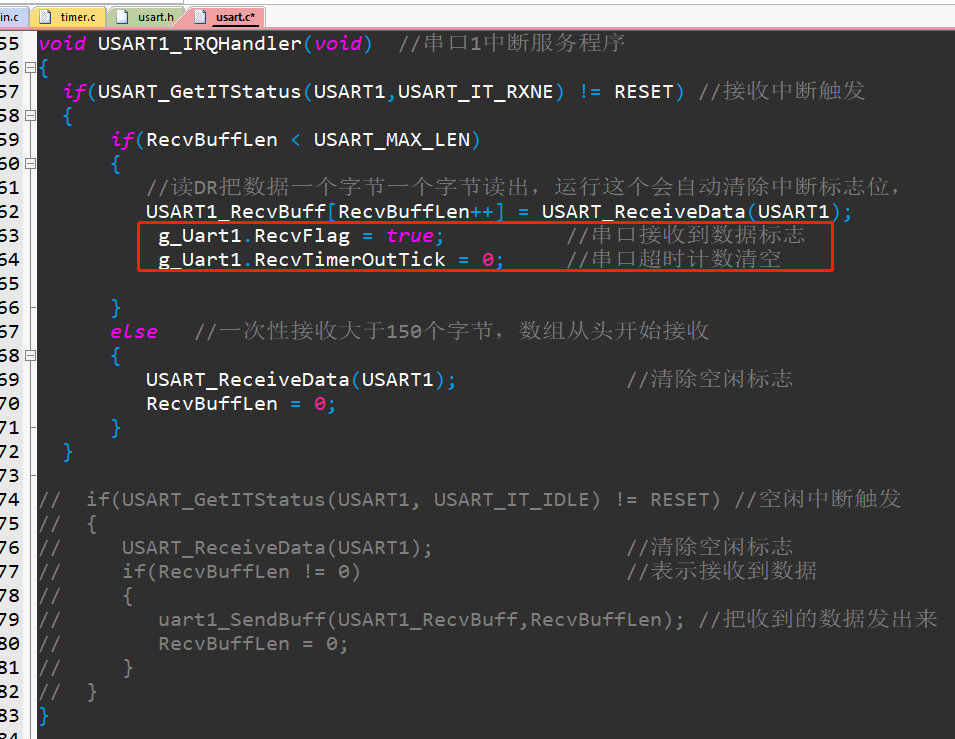 in.c timer.c usart.h usart.c*
55 void USART1_IRQHandler(void) //串口1中断服务程序
56 {
57 if(USART_GetITStatus(USART1,USART_IT_RXNE) != RESET) //接收中断触发
58 {
59 if(RecvBuffLen < USART_MAX_LEN)
60 {
61 //读DR把数据一个字节一个字节读出，运行这个会自动清除中断标志位，
62 USART1_RecvBuff[RecvBuffLen++] = USART_ReceiveData(USART1);
63 g_Uart1.RecvFlag = true; //串口接收到数据标志
64 g_Uart1.RecvTimerOutTick = 0; //串口超时计数清空
65
66 }
67 else //一次性接收大于150个字节，数组从头开始接收
68 {
69 USART_ReceiveData(USART1); //清除空闲标志
70 RecvBuffLen = 0;
71 }
72 }
73
74 // if(USART_GetITStatus(USART1, USART_IT_IDLE) != RESET) //空闲中断触发
75 // {
76 // USART_ReceiveData(USART1); //清除空闲标志
77 // if(RecvBuffLen != 0) //表示接收到数据
78 // {
79 // uart1_SendBuff(USART1_RecvBuff,RecvBuffLen); //把收到的数据发出来
80 // RecvBuffLen = 0;
81 // }
82 // }
83 }